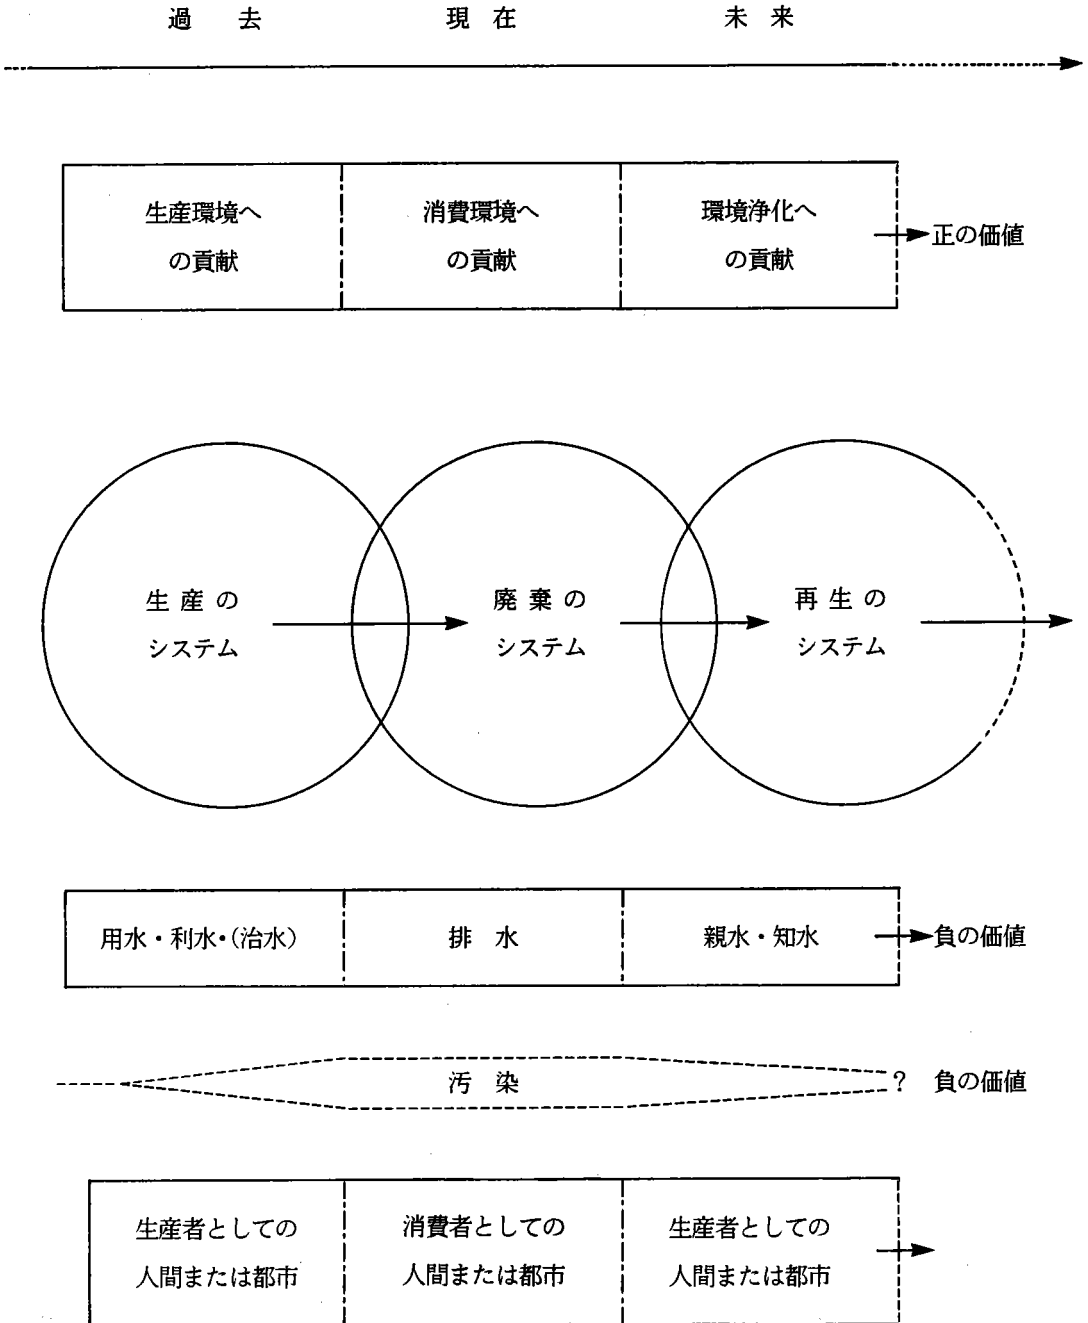 過 去 現 在 未 来
生産環境へ
の貢献
消費環境へ
の貢献
環境浄化へ
の貢献
正の価値
生 産 の
システム
廃 棄 の
システム
再 生 の
システム
用水・利水・(治水)
排 水
親水・知水
負の価値
汚 染
? 負の価値
生産者としての
人間または都市
消費者としての
人間または都市
生産者としての
人間または都市